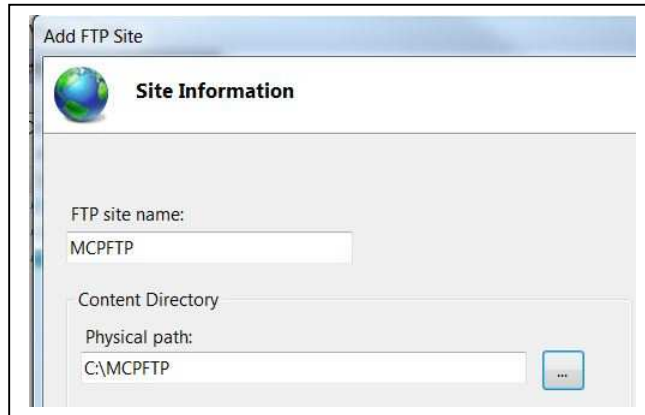 Add FTP Site
Site Information
FTP site name:
MCPFTP
Content Directory
Physical path:
C:\MCPFTP
...